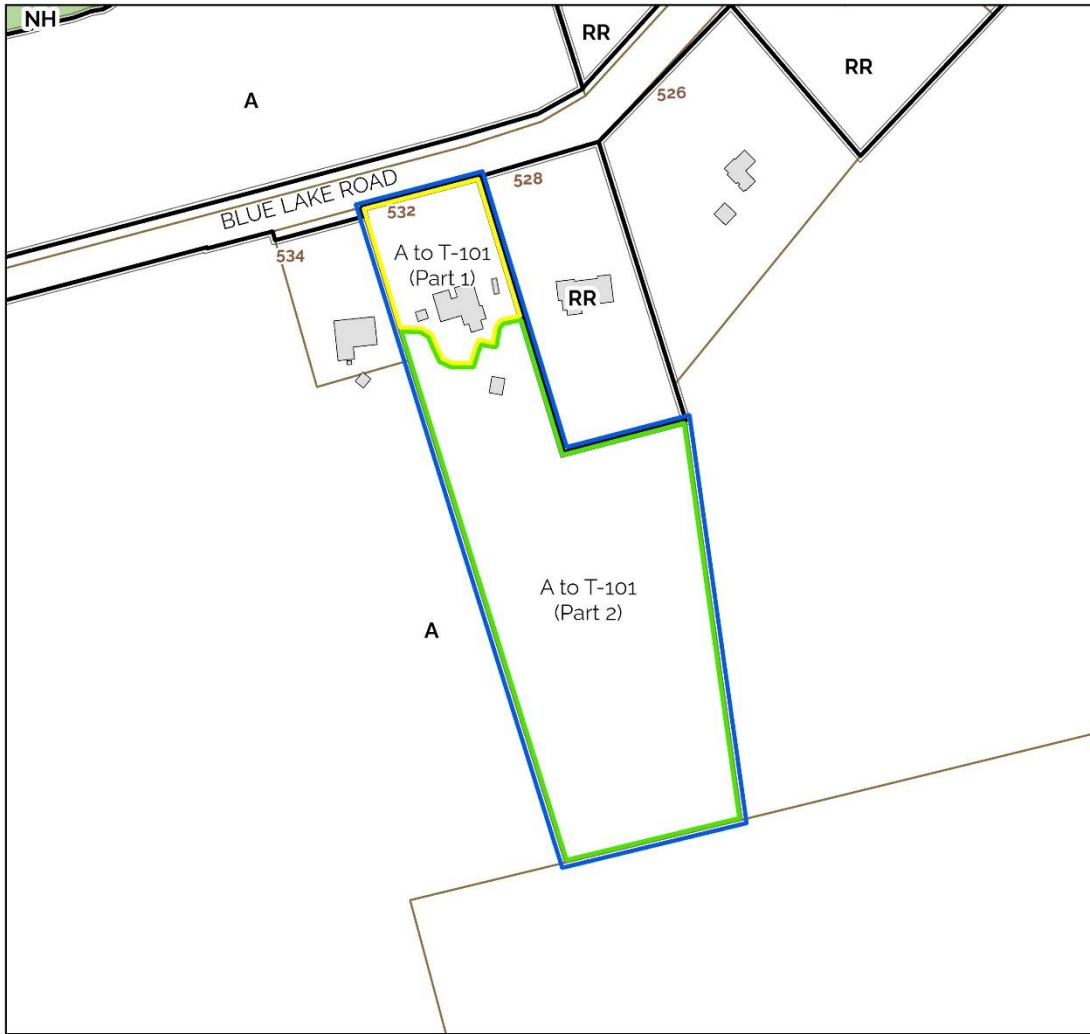 NH
RR
RR
A
526
BLUE LAKE ROAD
528
532
A to T-101
(Part 1)
534
RR
A to T-101
(Part 2)
A